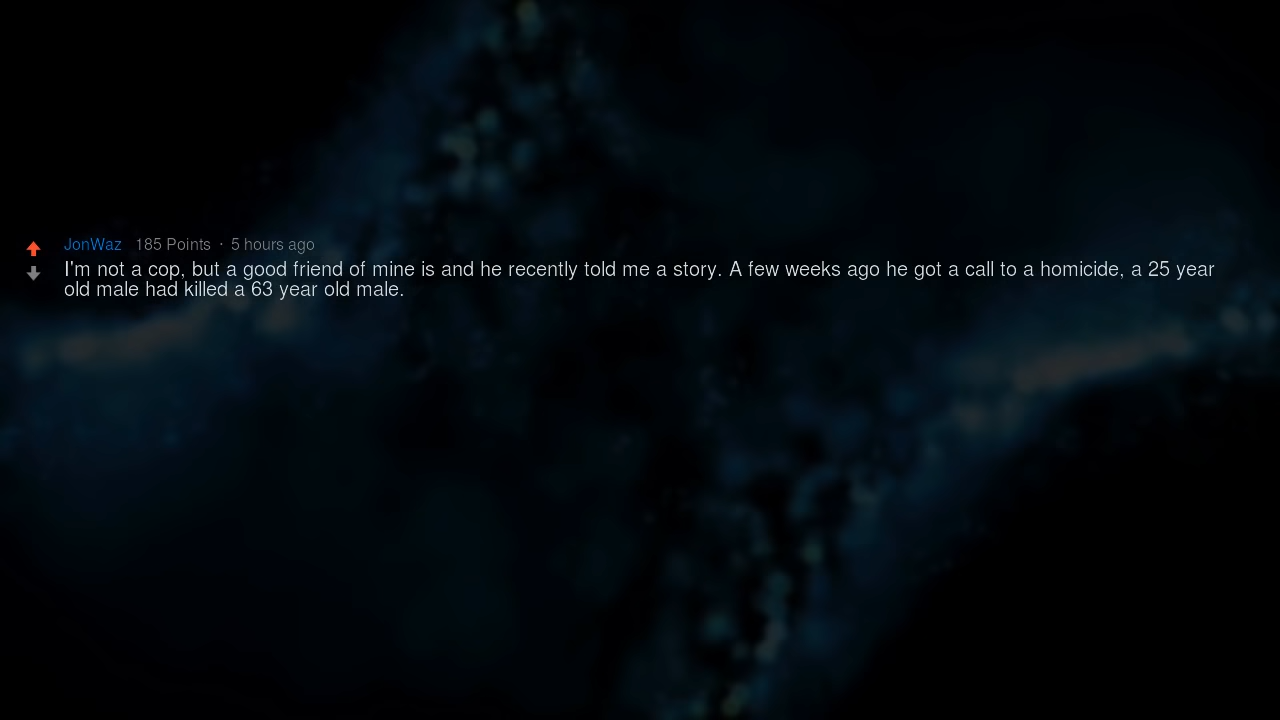 JonWaz 185 Points · 5 hours ago
I'm not a cop, but a good friend of mine is and he recently told me a story. A few weeks ago he got a call to a homicide, a 25 year
old male had killed a 63 year old male.